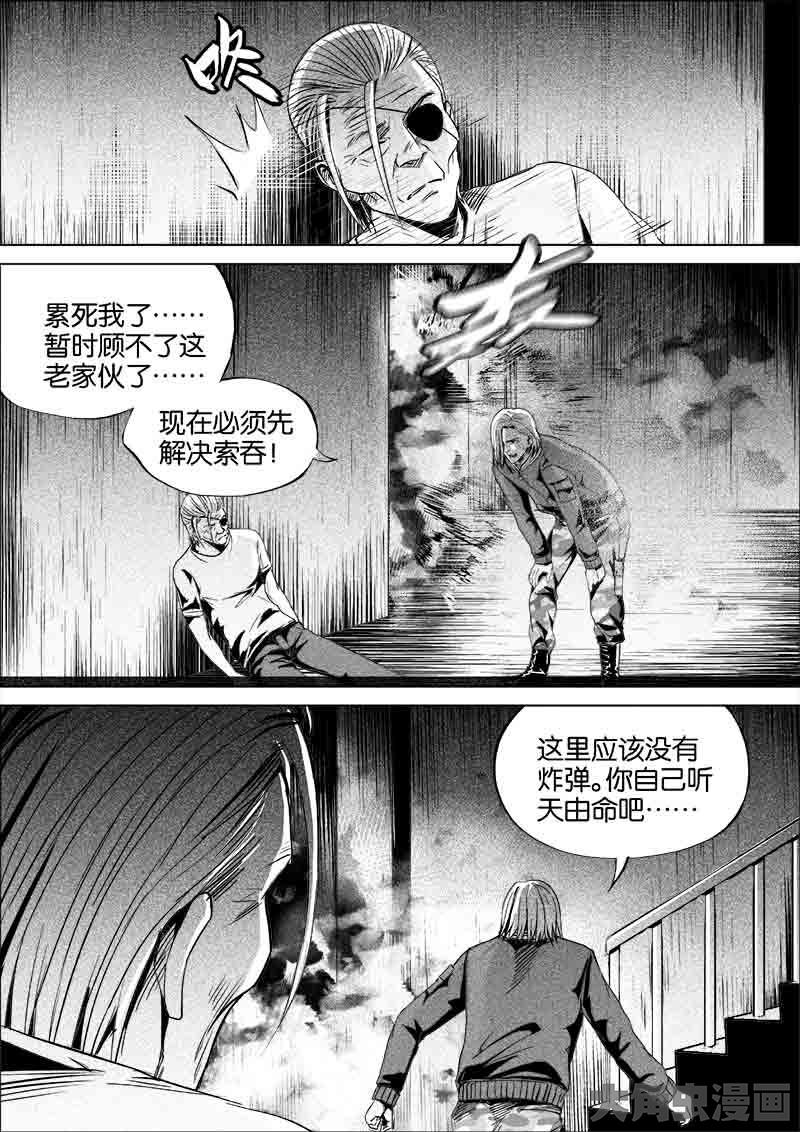 咚
累死我了……
暂时顾不了这
老家伙了……
现在必须先
解决索吞！
这里应该没有
炸弹。你自己听
天由命吧……
大角虫漫画